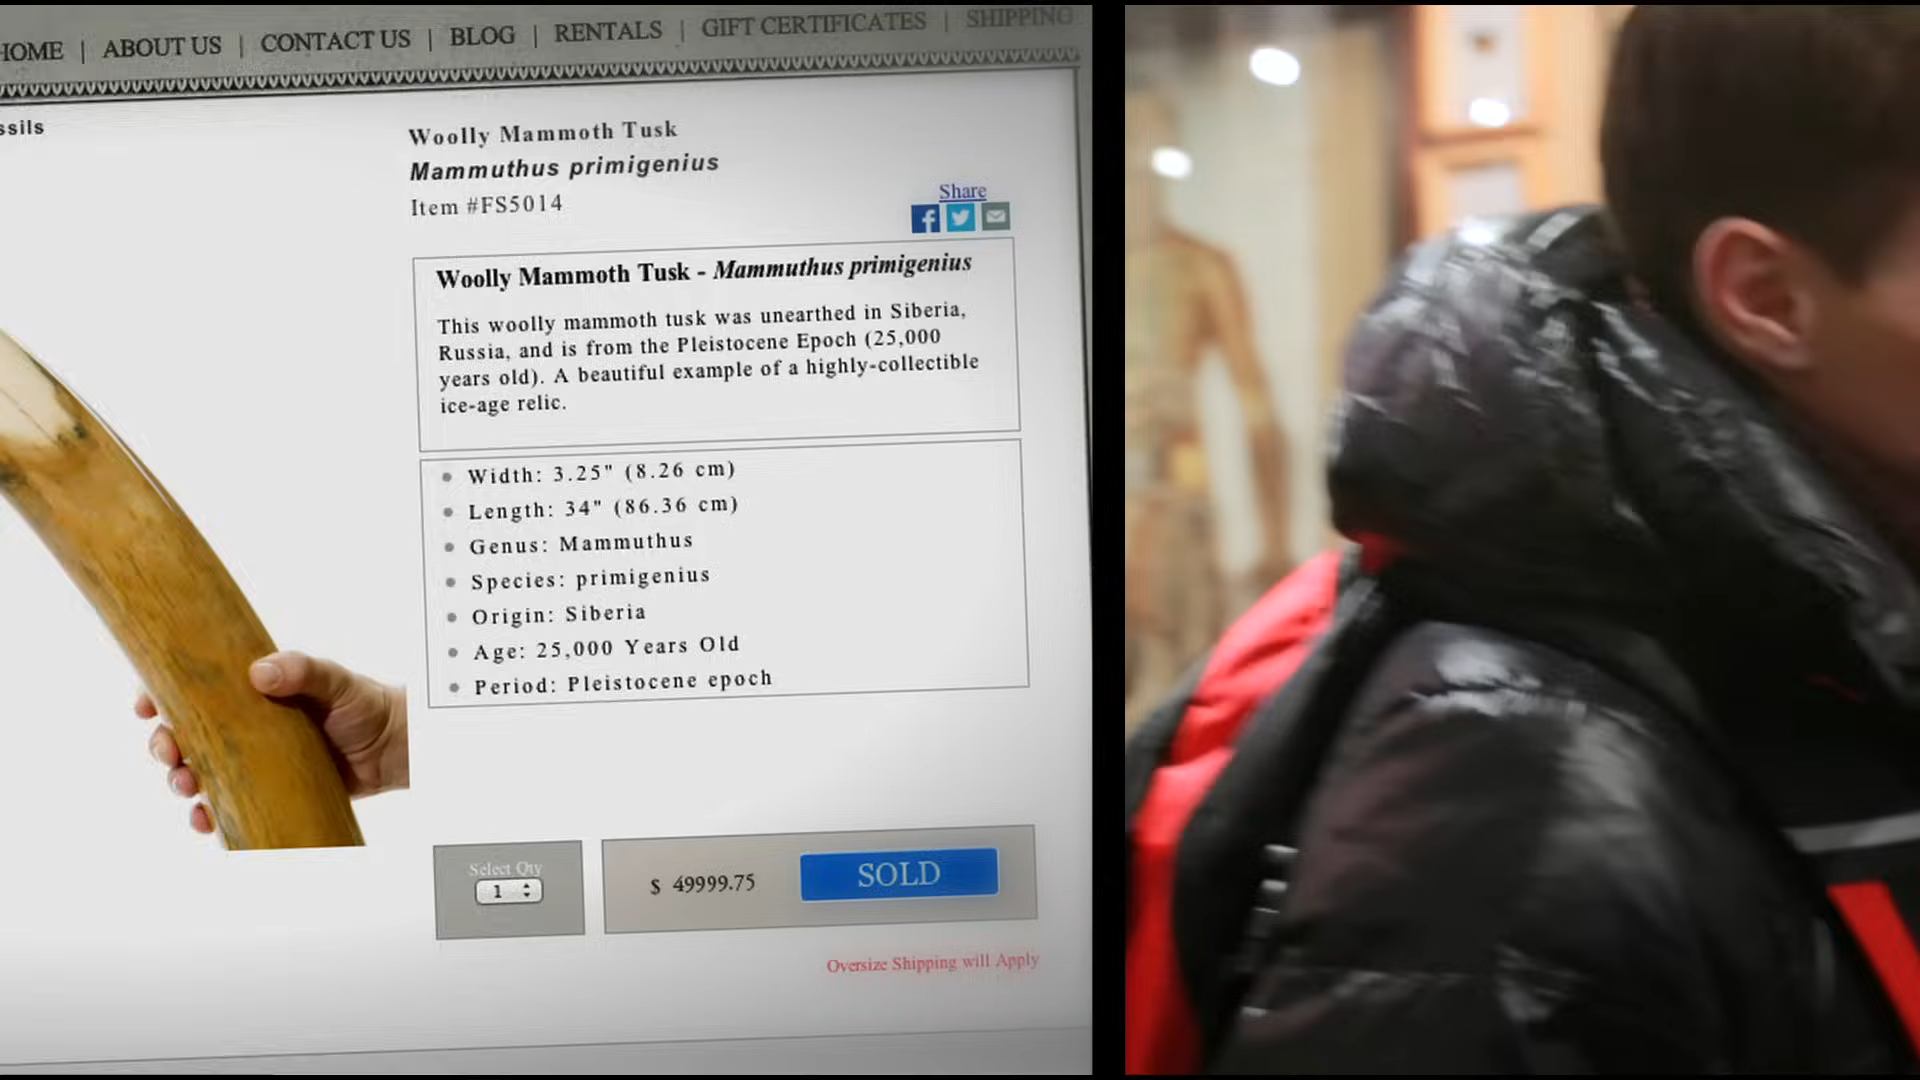 HOME | ABOUT US | CONTACT US | BLOG | RENTALS | GIFT CERTIFICATES | SHIPPING
ssils
Woolly Mammoth Tusk
Mammuthus primigenius
Item #FS5014
Share
Woolly Mammoth Tusk - Mammuthus primigenius
This woolly mammoth tusk was unearthed in Siberia,
Russia, and is from the Pleistocene Epoch (25,000
years old). A beautiful example of a highly-collectible
ice-age relic.
Width: 3.25" (8.26 cm)
Length: 34" (86.36 cm)
Genus: Mammuthus
Species: primigenius
Origin: Siberia
Age: 25,000 Years Old
Period: Pleistocene epoch
Select Qty
1
$ 49999.75
SOLD
Oversize Shipping will Apply